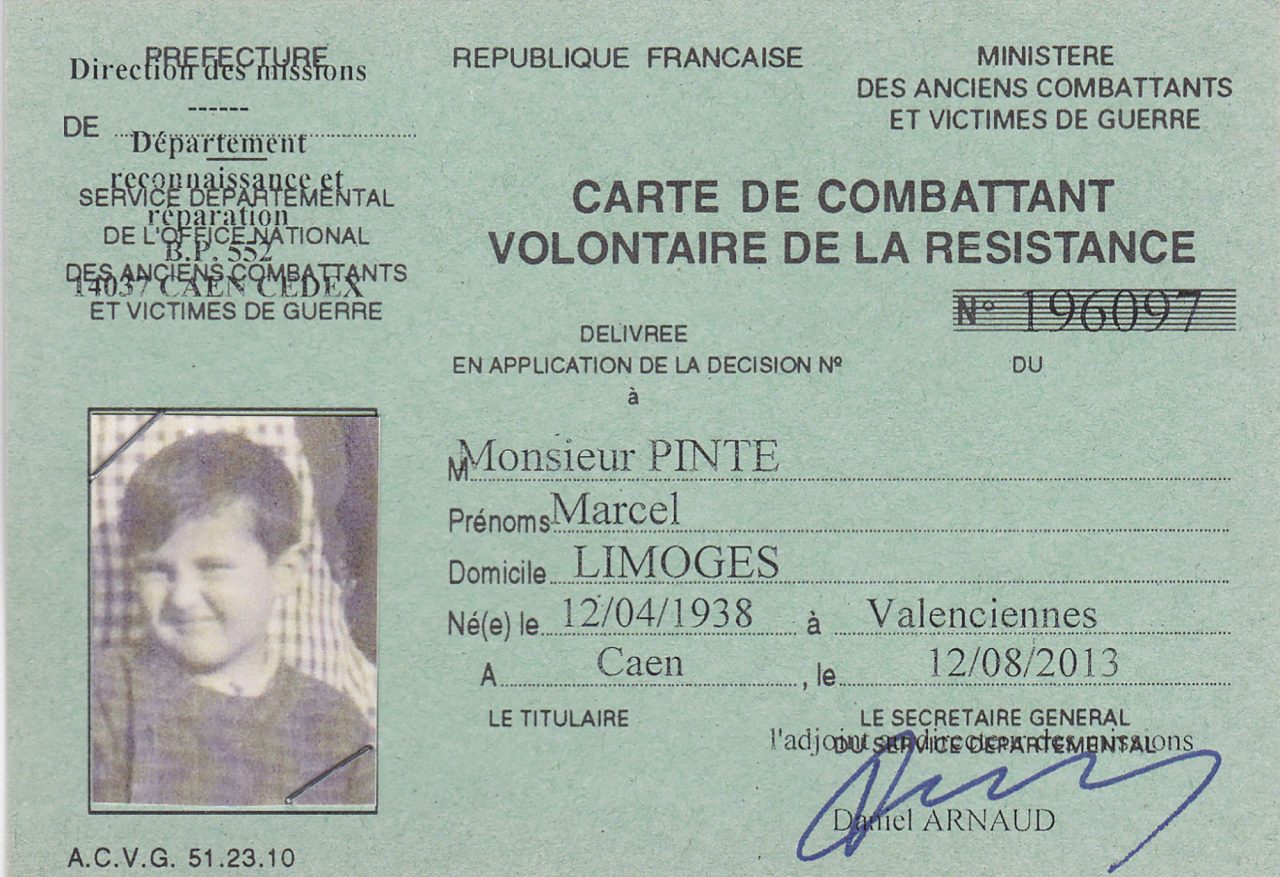 PREFECTURE
Direction des missions
------
DE
Département
reconnaissance et
SERVICE DEPARTEMENTAL
réparation
DE L'OFFICE NATIONAL
B.P. 552
DES ANCIENS COMBATTANTS
14037 CAEN CEDEX
ET VICTIMES DE GUERRE
REPUBLIQUE FRANCAISE
MINISTERE
DES ANCIENS COMBATTANTS
ET VICTIMES DE GUERRE
CARTE DE COMBATTANT
VOLONTAIRE DE LA RESISTANCE
N° 196097
DELIVREE
EN APPLICATION DE LA DECISION Nº DU
à
M Monsieur PINTE
Prénoms Marcel
Domicile LIMOGES
Né(e) le 12/04/1938 à Valenciennes
A Caen , le 12/08/2013
LE TITULAIRE
LE SECRETAIRE GENERAL
DU SERVICE DEPARTEMENTAL
l'adjoint au directeur des missions
Daniel ARNAUD
A.C.V.G. 51.23.10